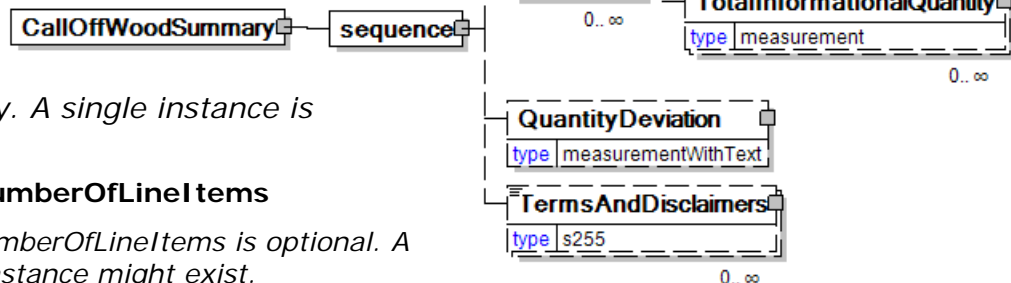 TotalInformationalQuantity
type measurement
0.. ∞
0.. ∞
CallOffWoodSummary
sequence
y. A single instance is
QuantityDeviation
type measurementWithText
umberOfLineItems
mberOfLineItems is optional. A
nstance might exist.
TermsAndDisclaimers
type s255
0.. ∞